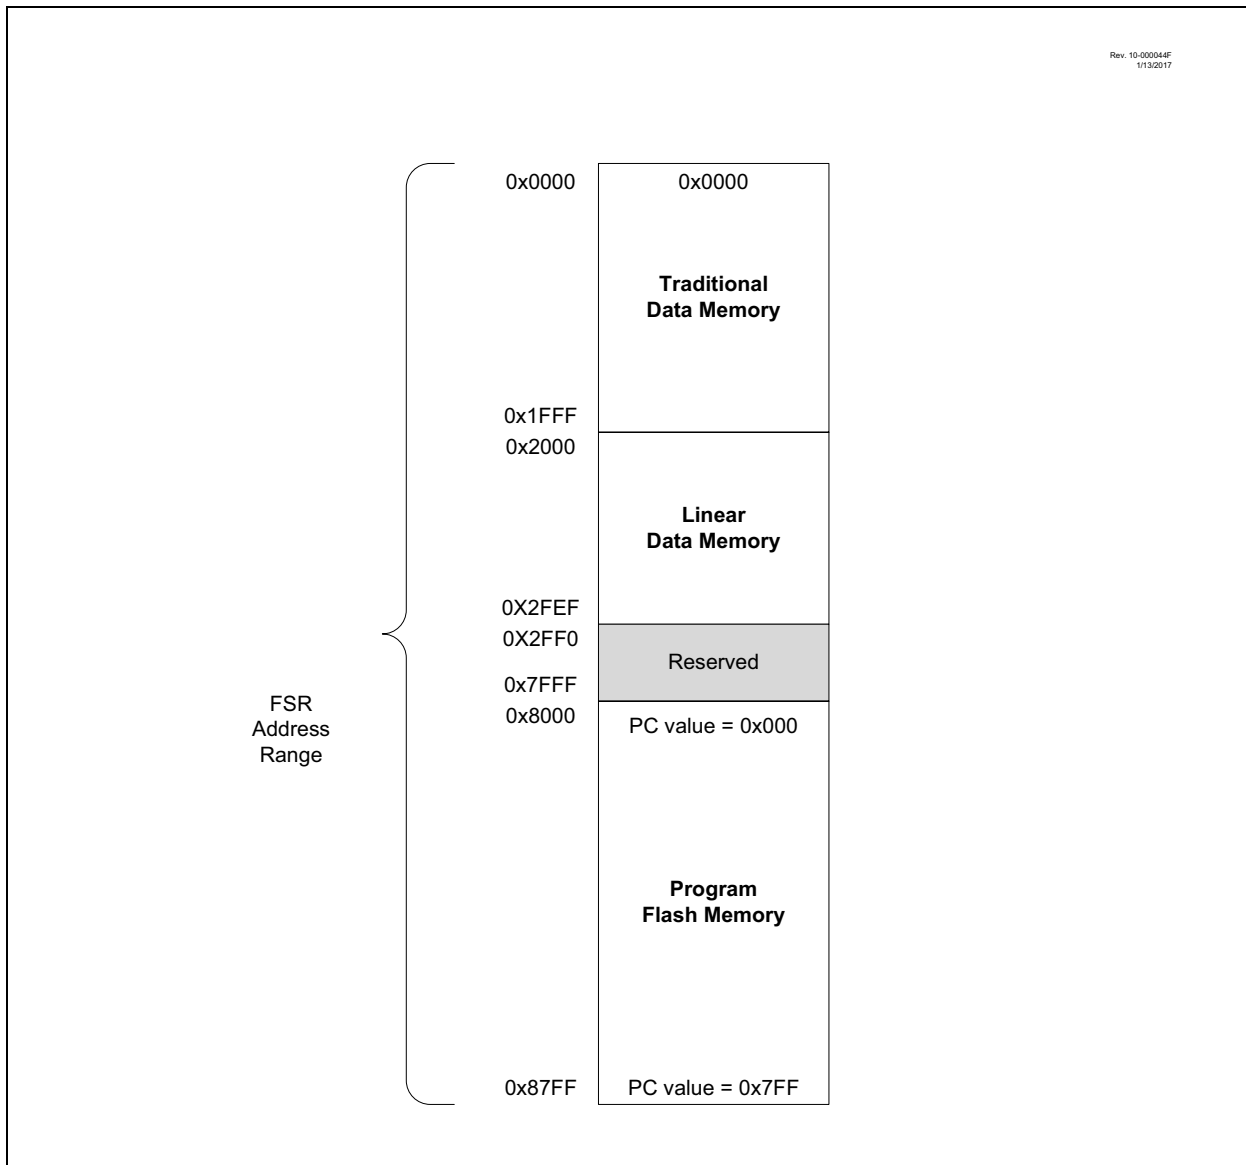 Rev. 10-000044F
1/13/2017
0x0000
0x0000
Traditional
Data Memory
0x1FFF
0x2000
Linear
Data Memory
0X2FEF
0X2FF0
Reserved
0x7FFF
0x8000
PC value = 0x000
FSR
Address
Range
Program
Flash Memory
0x87FF
PC value = 0x7FF